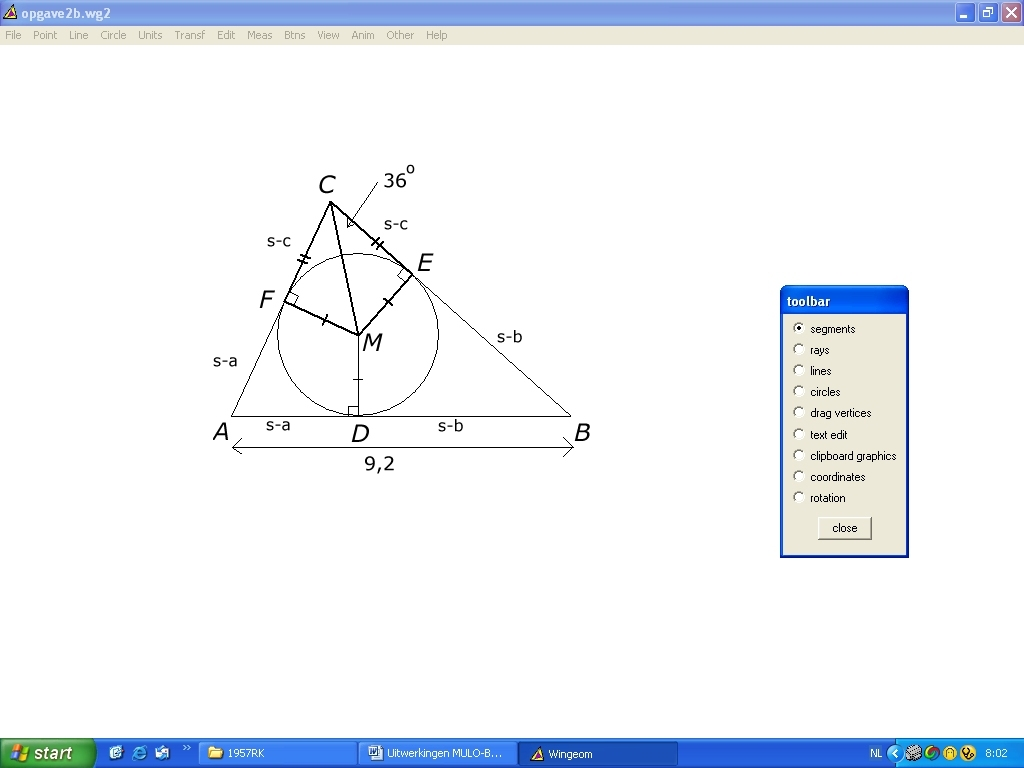 opgave2b.wg2
File Point Line Circle Units Transf Edit Meas Btns View Anim Other Help
C
36°
s-c
s-c
E
F
M
s-b
s-a
A
s-a
D
s-b
B
9,2
toolbar
segments
rays
lines
circles
drag vertices
text edit
clipboard graphics
coordinates
rotation
close
start
1957RK
Uitwerkingen MULO-B...
Wingeom
NL
8:02